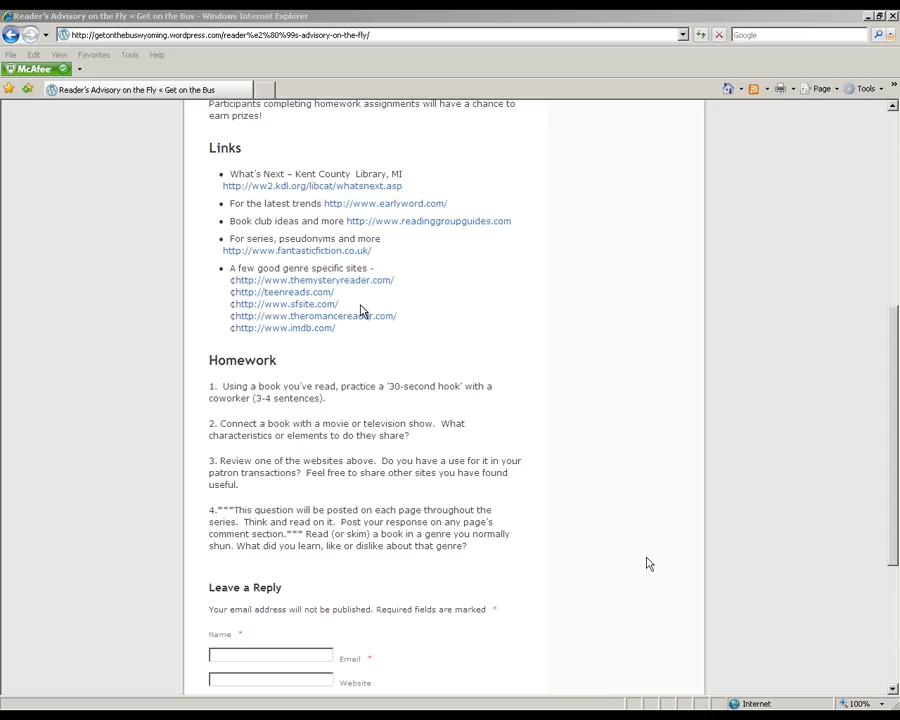 Reader's Advisory on the Fly « Get on the Bus - Windows Internet Explorer
http://getonthebuswyoming.wordpress.com/reader%e2%80%99s-advisory-on-the-fly/
Google
File Edit View Favorites Tools Help
McAfee
Reader's Advisory on the Fly « Get on the Bus
Page Tools
Participants completing homework assignments will have a chance to
earn prizes!
Links
• What's Next – Kent County Library, MI
http://ww2.kdl.org/libcat/whatsnext.asp
• For the latest trends http://www.earlyword.com/
• Book club ideas and more http://www.readinggroupguides.com
• For series, pseudonyms and more
http://www.fantasticfiction.co.uk/
• A few good genre specific sites -
¢http://www.themysteryreader.com/
¢http://teenreads.com/
¢http://www.sfsite.com/
¢http://www.theromancereader.com/
¢http://www.imdb.com/
Homework
1. Using a book you've read, practice a '30-second hook' with a
coworker (3-4 sentences).
2. Connect a book with a movie or television show. What
characteristics or elements to do they share?
3. Review one of the websites above. Do you have a use for it in your
patron transactions? Feel free to share other sites you have found
useful.
4.***This question will be posted on each page throughout the
series. Think and read on it. Post your response on any page's
comment section.*** Read (or skim) a book in a genre you normally
shun. What did you learn, like or dislike about that genre?
Leave a Reply
Your email address will not be published. Required fields are marked *
Name *
Email *
Website
Internet 100%